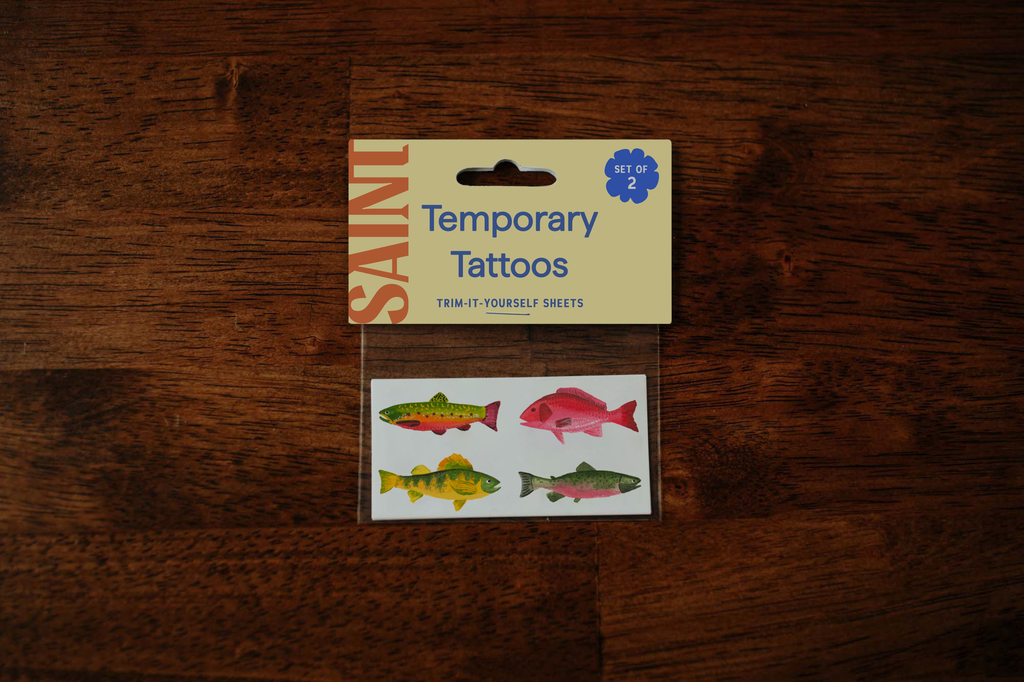 SAINT
SET OF
2
Temporary
Tattoos
TRIM-IT-YOURSELF SHEETS